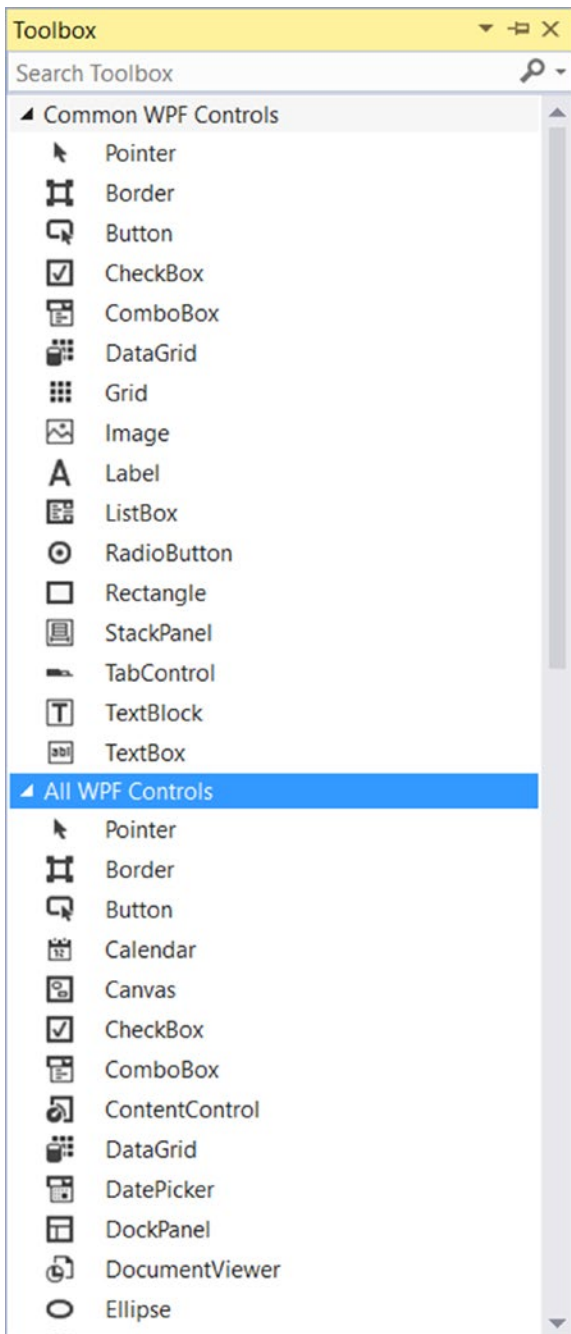 Toolbox
Search Toolbox
Common WPF Controls
Pointer
Border
Button
CheckBox
ComboBox
DataGrid
Grid
Image
Label
ListBox
RadioButton
Rectangle
StackPanel
TabControl
TextBlock
TextBox
All WPF Controls
Pointer
Border
Button
Calendar
Canvas
CheckBox
ComboBox
ContentControl
DataGrid
DatePicker
DockPanel
DocumentViewer
Ellipse